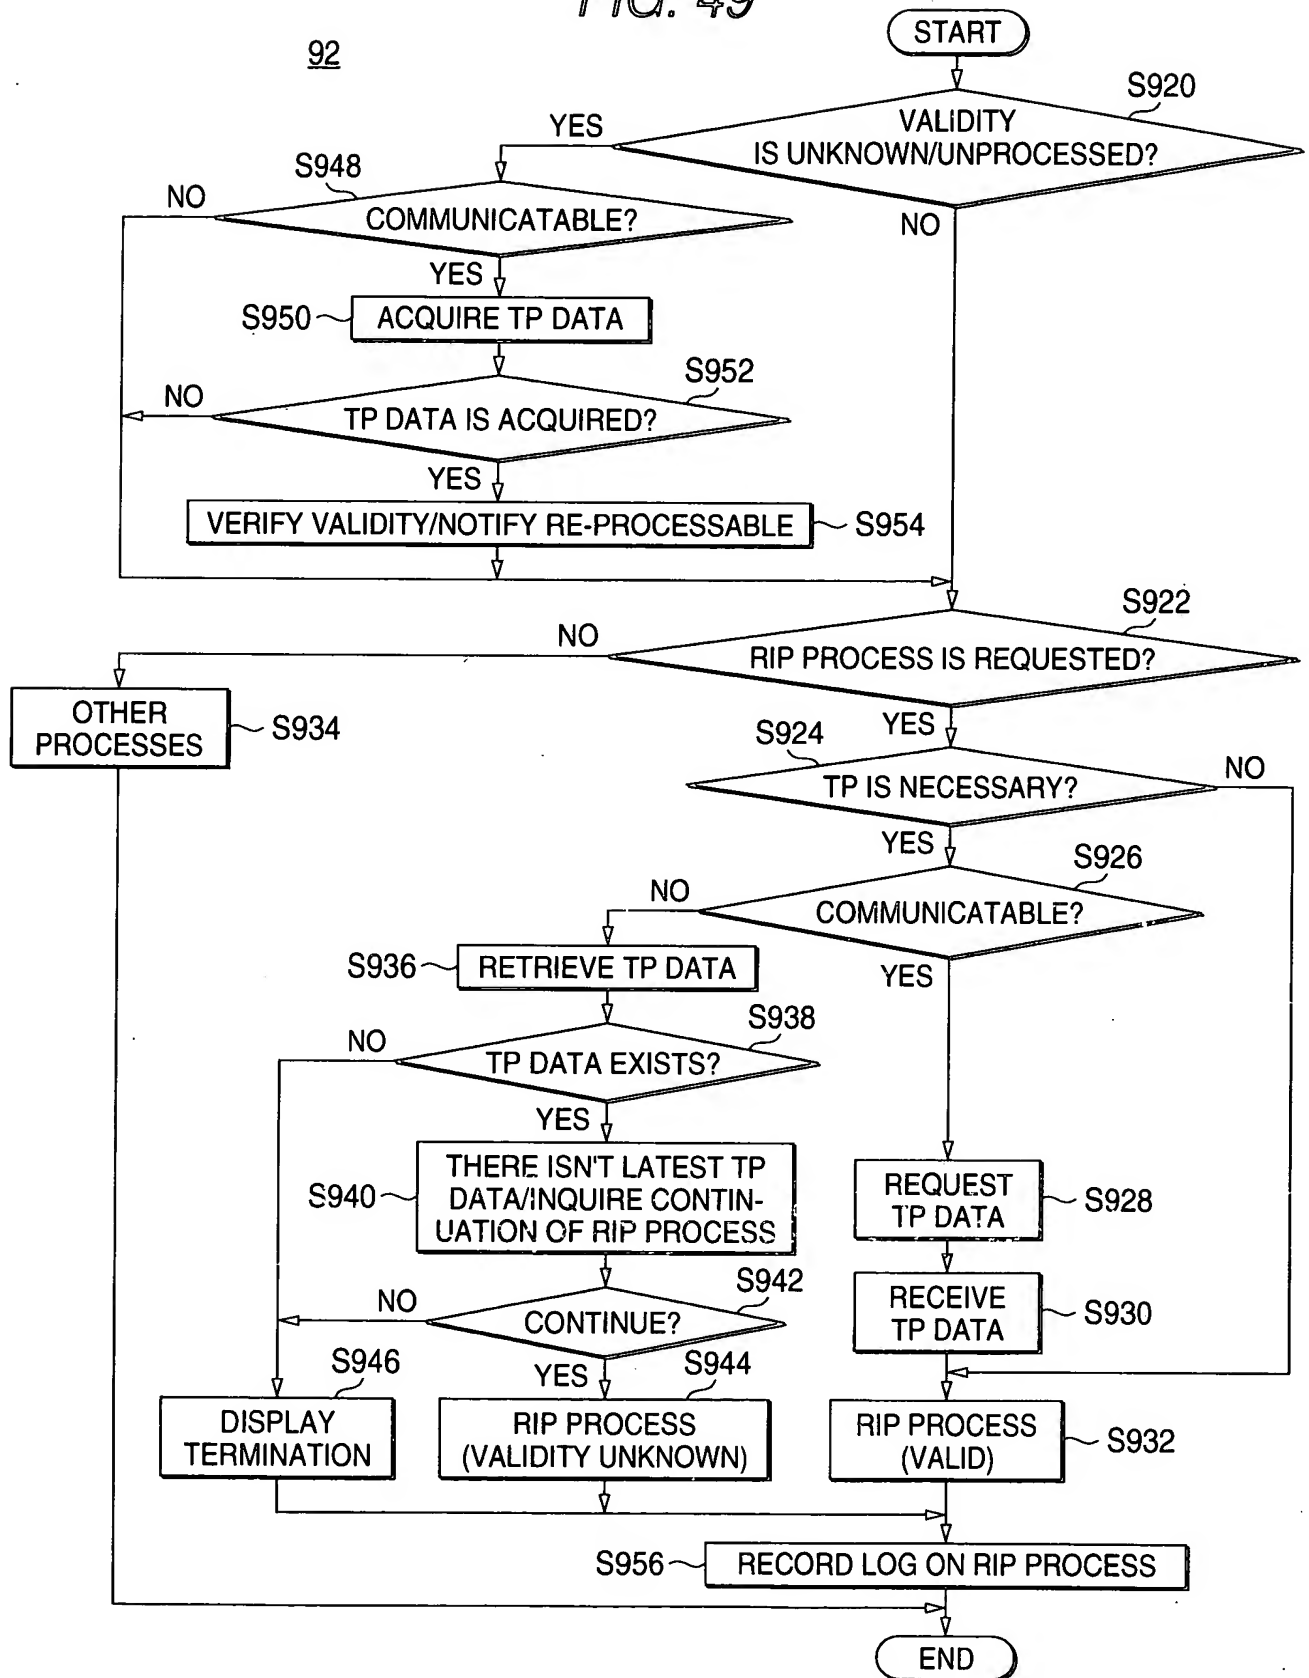 FIG. 49
92
START
S920
VALIDITY
IS UNKNOWN/UNPROCESSED?
YES
NO
S948
COMMUNICATABLE?
NO
YES
S950
ACQUIRE TP DATA
S952
TP DATA IS ACQUIRED?
NO
YES
VERIFY VALIDITY/NOTIFY RE-PROCESSABLE
S954
S922
RIP PROCESS IS REQUESTED?
NO
YES
OTHER
PROCESSES
S934
S924
TP IS NECESSARY?
NO
YES
S926
COMMUNICATABLE?
NO
YES
S936
RETRIEVE TP DATA
S938
TP DATA EXISTS?
NO
YES
S940
THERE ISN'T LATEST TP
DATA/INQUIRE CONTIN-
UATION OF RIP PROCESS
REQUEST
TP DATA
S928
S942
CONTINUE?
NO
YES
RECEIVE
TP DATA
S930
S946
DISPLAY
TERMINATION
S944
RIP PROCESS
(VALIDITY UNKNOWN)
RIP PROCESS
(VALID)
S932
S956
RECORD LOG ON RIP PROCESS
END